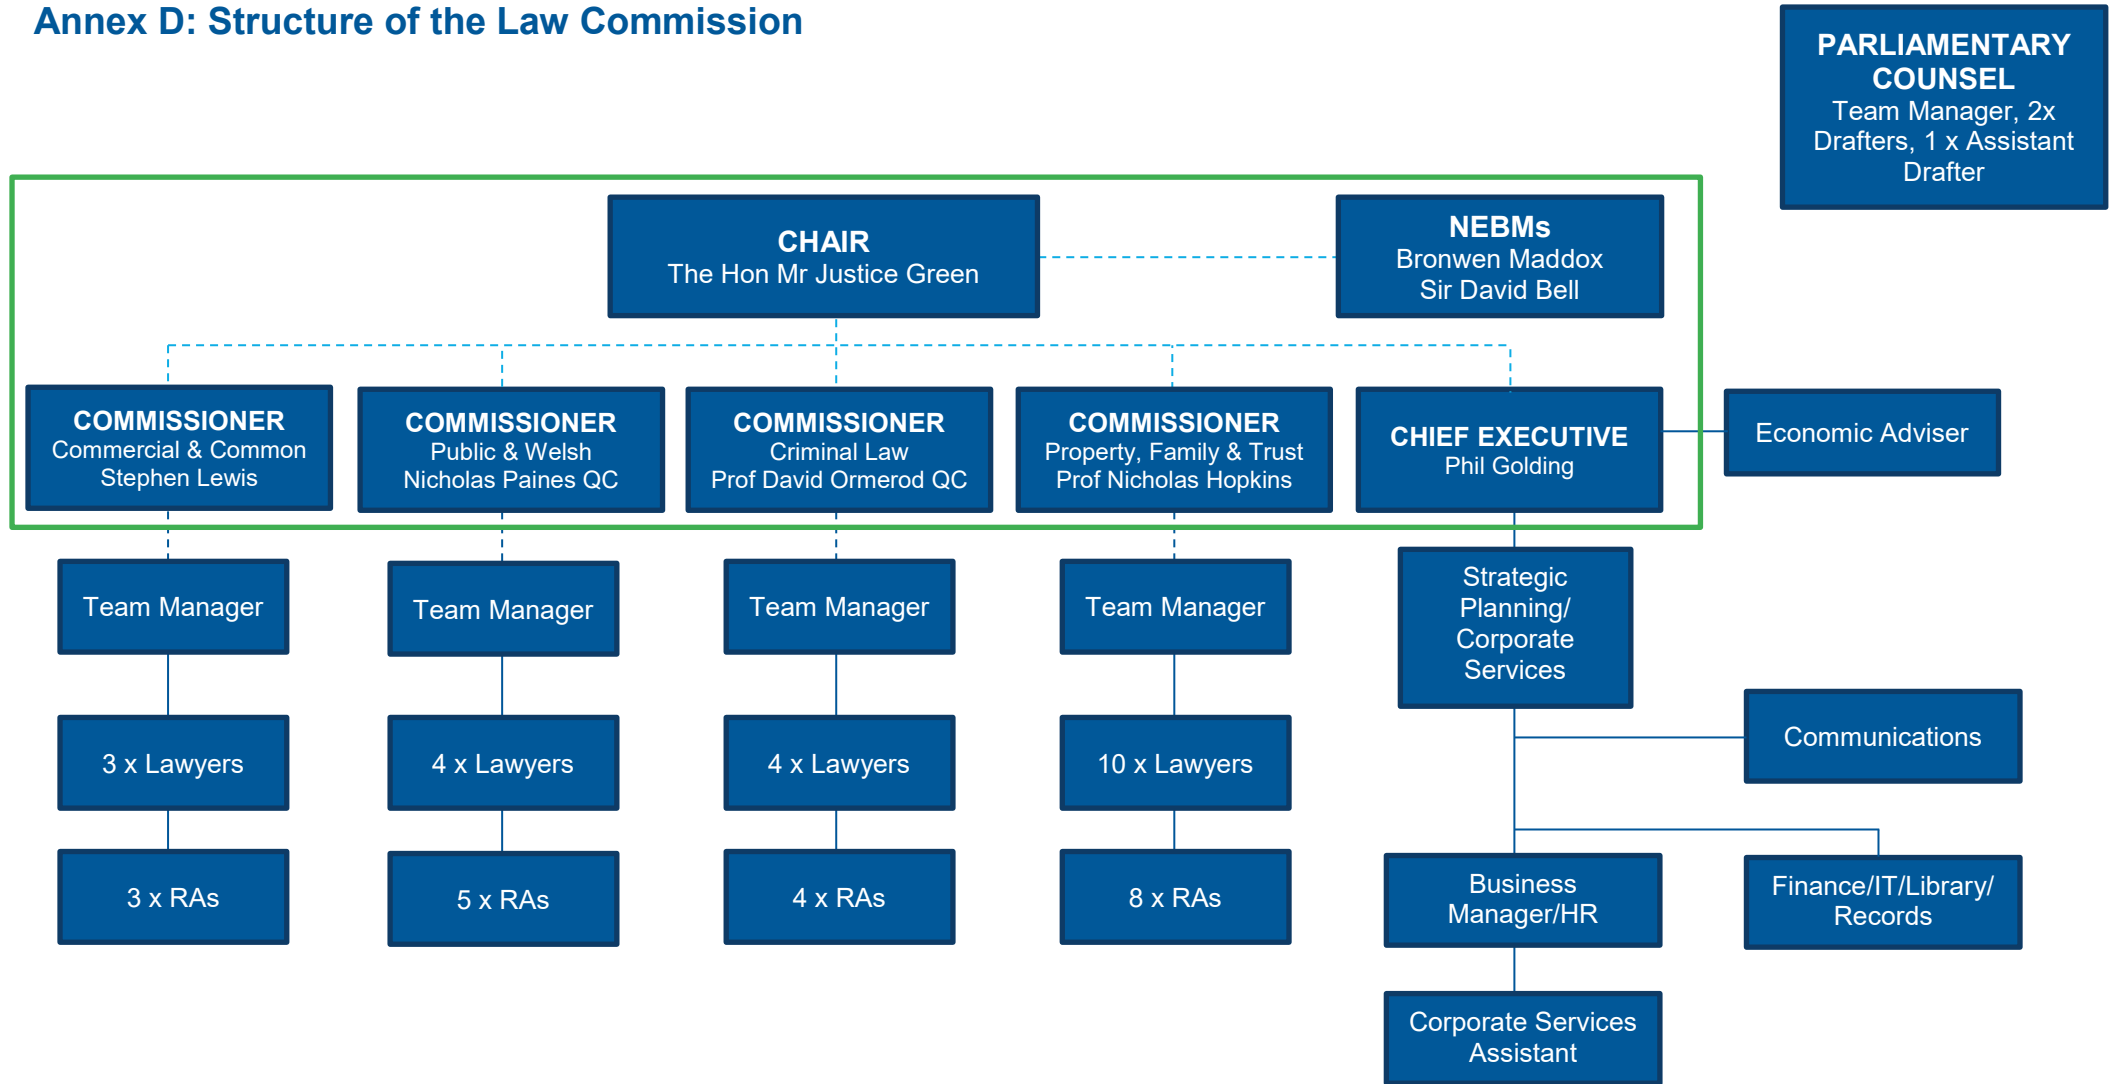 Annex D: Structure of the Law Commission
PARLIAMENTARY
COUNSEL
Team Manager, 2x
Drafters, 1 x Assistant
Drafter
CHAIR
The Hon Mr Justice Green
NEBMs
Bronwen Maddox
Sir David Bell
COMMISSIONER
Commercial & Common
Stephen Lewis
COMMISSIONER
Public & Welsh
Nicholas Paines QC
COMMISSIONER
Criminal Law
Prof David Ormerod QC
COMMISSIONER
Property, Family & Trust
Prof Nicholas Hopkins
CHIEF EXECUTIVE
Phil Golding
Economic Adviser
Team Manager
Team Manager
Team Manager
Team Manager
Strategic
Planning/
Corporate
Services
3 x Lawyers
4 x Lawyers
4 x Lawyers
10 x Lawyers
Communications
3 x RAs
5 x RAs
4 x RAs
8 x RAs
Business
Manager/HR
Finance/IT/Library/
Records
Corporate Services
Assistant